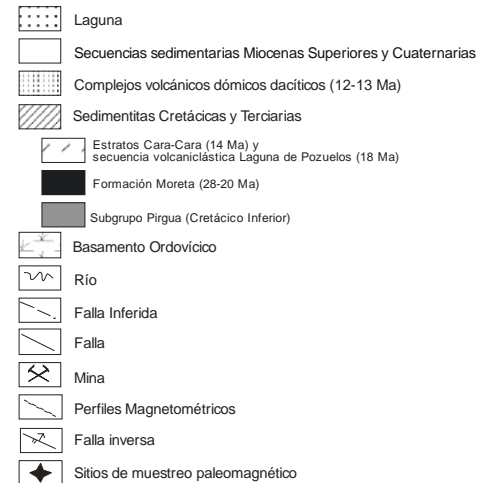 Laguna
Secuencias sedimentarias Miocenas Superiores y Cuaternarias
Complejos volcánicos dómicos dacíticos (12-13 Ma)
Sedimentitas Cretácicas y Terciarias
Estratos Cara-Cara (14 Ma) y
secuencia volcaniclástica Laguna de Pozuelos (18 Ma)
Formación Moreta (28-20 Ma)
Subgrupo Pirgua (Cretácico Inferior)
Basamento Ordovícico
Río
Falla Inferida
Falla
Mina
Perfiles Magnetométricos
Falla inversa
Sitios de muestreo paleomagnético